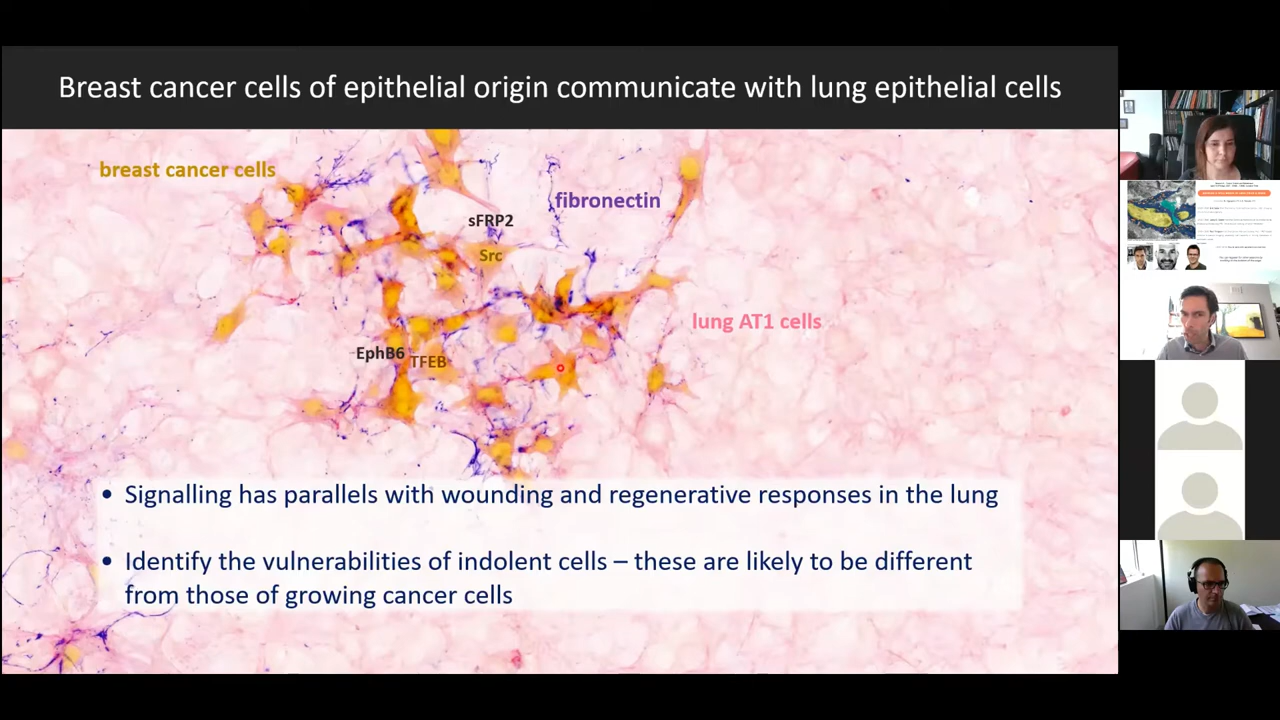 Breast cancer cells of epithelial origin communicate with lung epithelial cells
breast cancer cells
fibronectin
sFRP2
Src
lung AT1 cells
EphB6
TFEB
• Signalling has parallels with wounding and regenerative responses in the lung
• Identify the vulnerabilities of indolent cells – these are likely to be different
from those of growing cancer cells